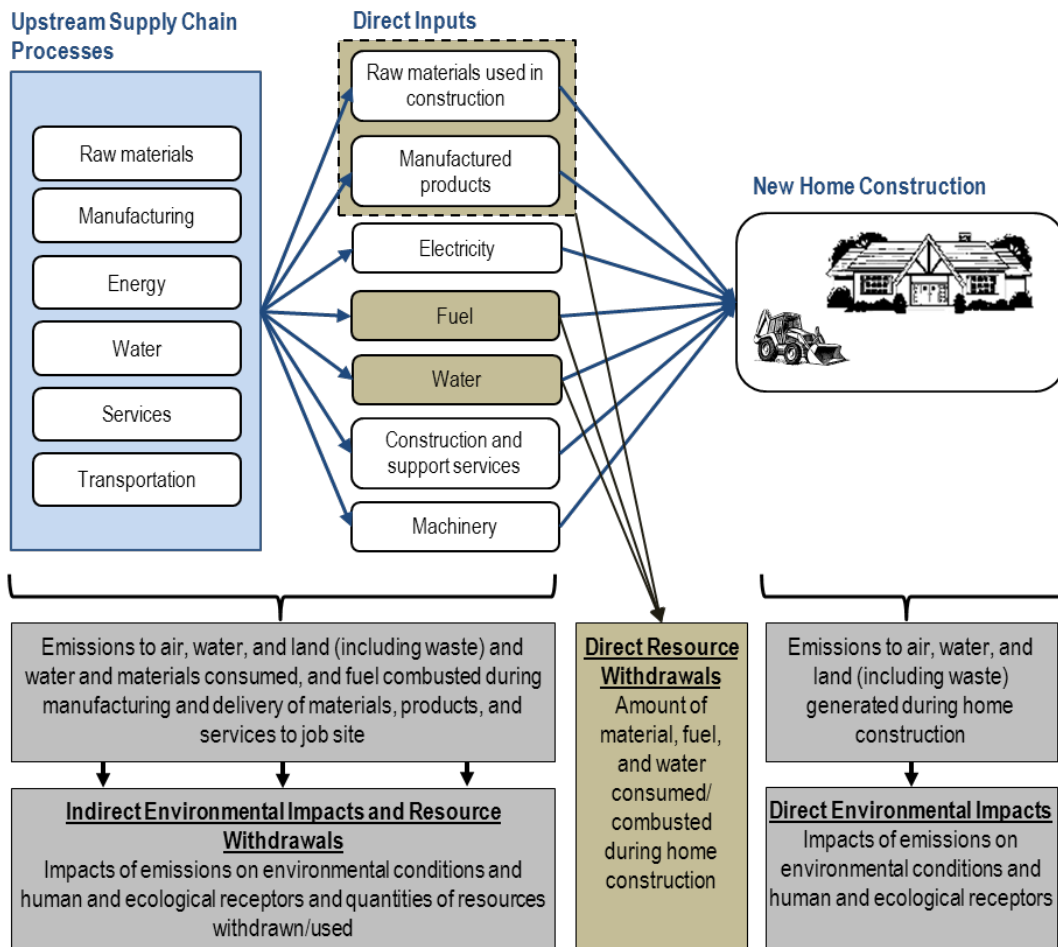 Upstream Supply Chain
Processes
Raw materials
Manufacturing
Energy
Water
Services
Transportation
Direct Inputs
Raw materials used in
construction
Manufactured
products
Electricity
Fuel
Water
Construction and
support services
Machinery
New Home Construction
Emissions to air, water, and land (including waste) and
water and materials consumed, and fuel combusted during
manufacturing and delivery of materials, products, and
services to job site
Indirect Environmental Impacts and Resource
Withdrawals
Impacts of emissions on environmental conditions and
human and ecological receptors and quantities of resources
withdrawn/used
Direct Resource
Withdrawals
Amount of
material, fuel,
and water
consumed/
combusted
during home
construction
Emissions to air, water, and
land (including waste)
generated during home
construction
Direct Environmental Impacts
Impacts of emissions on
environmental conditions and
human and ecological receptors